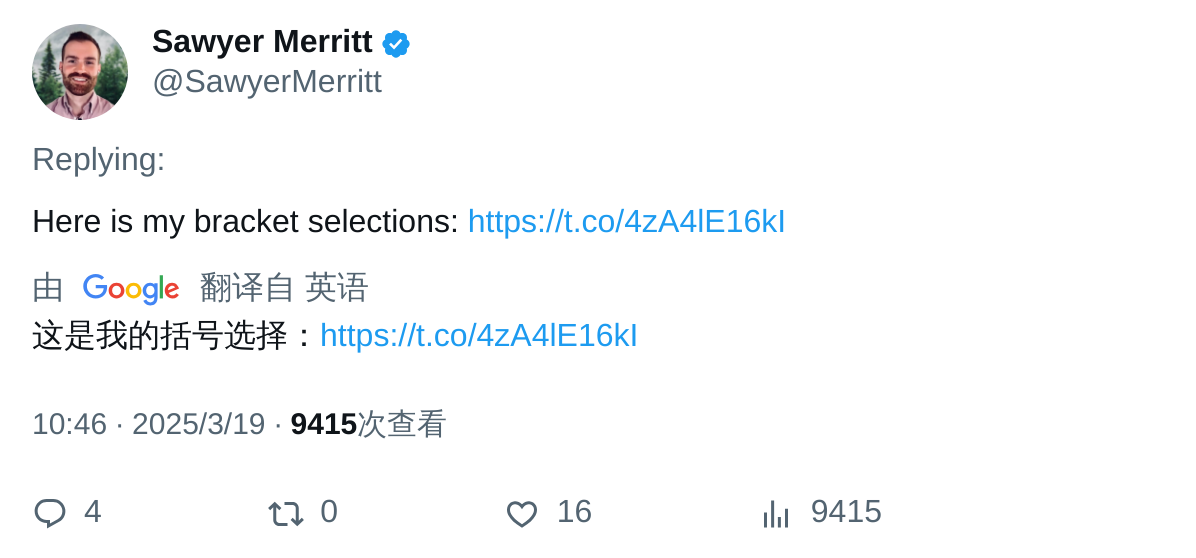 Sawyer Merritt
@SawyerMerritt
Replying:
Here is my bracket selections: https://t.co/4zA4lE16kI
由 Google 翻译自 英语
这是我的括号选择：https://t.co/4zA4lE16kI
10:46 · 2025/3/19 · 9415次查看
4 0 16 9415